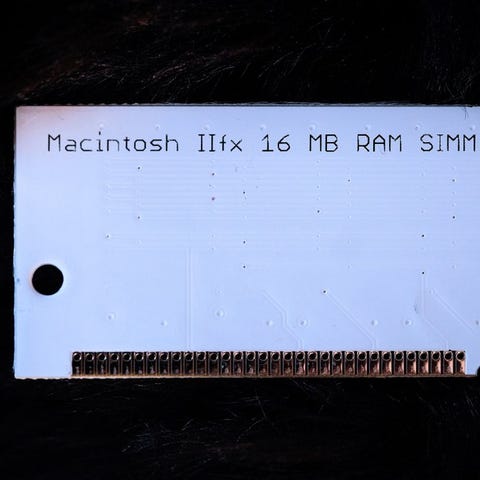 Macintosh IIfx 16 MB RAM SIMM